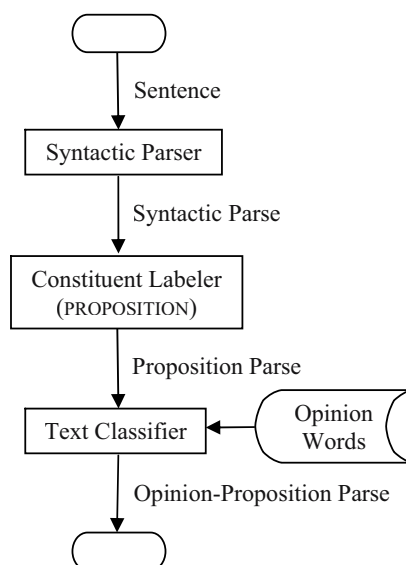 Sentence
Syntactic Parser
Syntactic Parse
Constituent Labeler
(PROPOSITION)
Proposition Parse
Text Classifier
Opinion
Words
Opinion-Proposition Parse